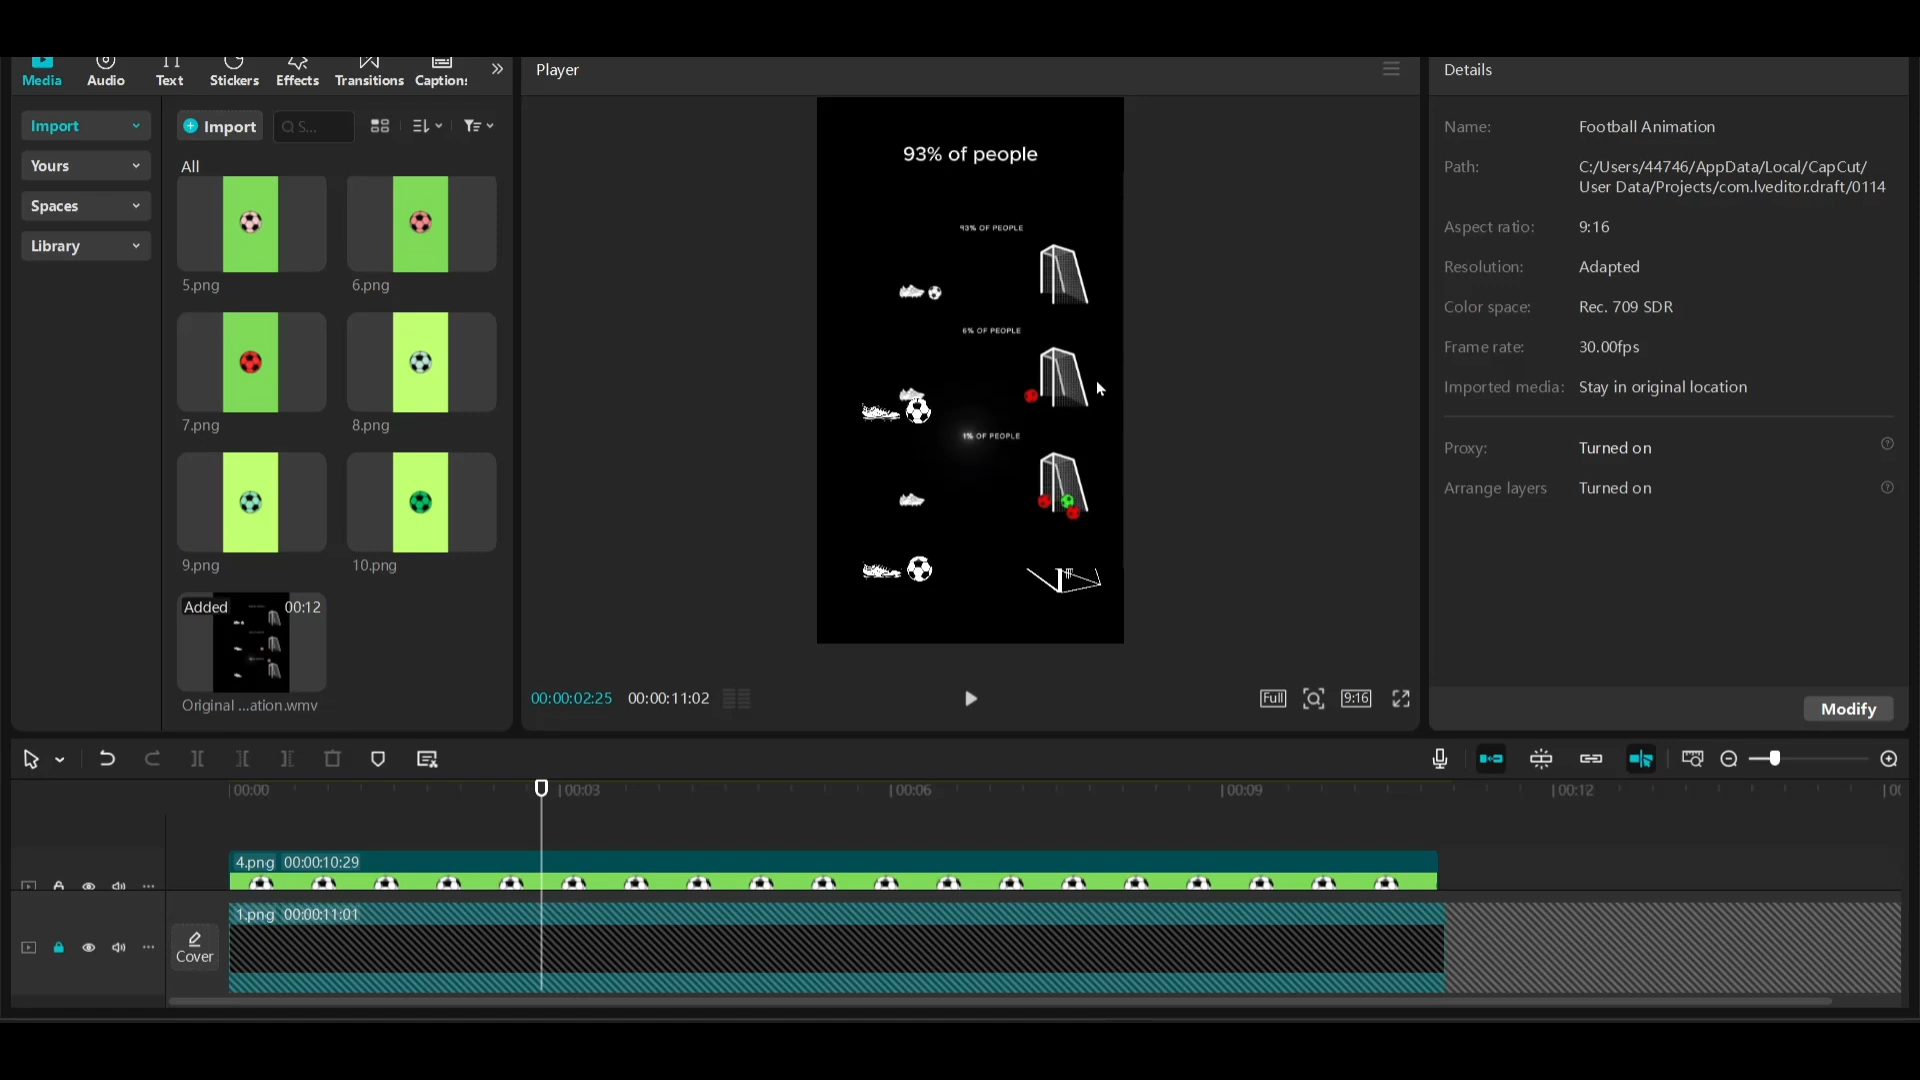 Media
Audio
Text
Stickers
Effects
Transitions
Captions
Player
Details
Import
Yours
Spaces
Library
Import
S...
All
5.png
6.png
7.png
8.png
9.png
10.png
Added 00:12
Original ...ation.wmv
93% of people
93% OF PEOPLE
6% OF PEOPLE
1% OF PEOPLE
00:00:02:25 00:00:11:02
Full
9:16
Name: Football Animation
Path: C:/Users/44746/AppData/Local/CapCut/
User Data/Projects/com.lveditor.draft/0114
Aspect ratio: 9:16
Resolution: Adapted
Color space: Rec. 709 SDR
Frame rate: 30.00fps
Imported media: Stay in original location
Proxy: Turned on
Arrange layers Turned on
Modify
00:00
00:03
00:06
00:09
00:12
4.png 00:00:10:29
1.png 00:00:11:01
Cover